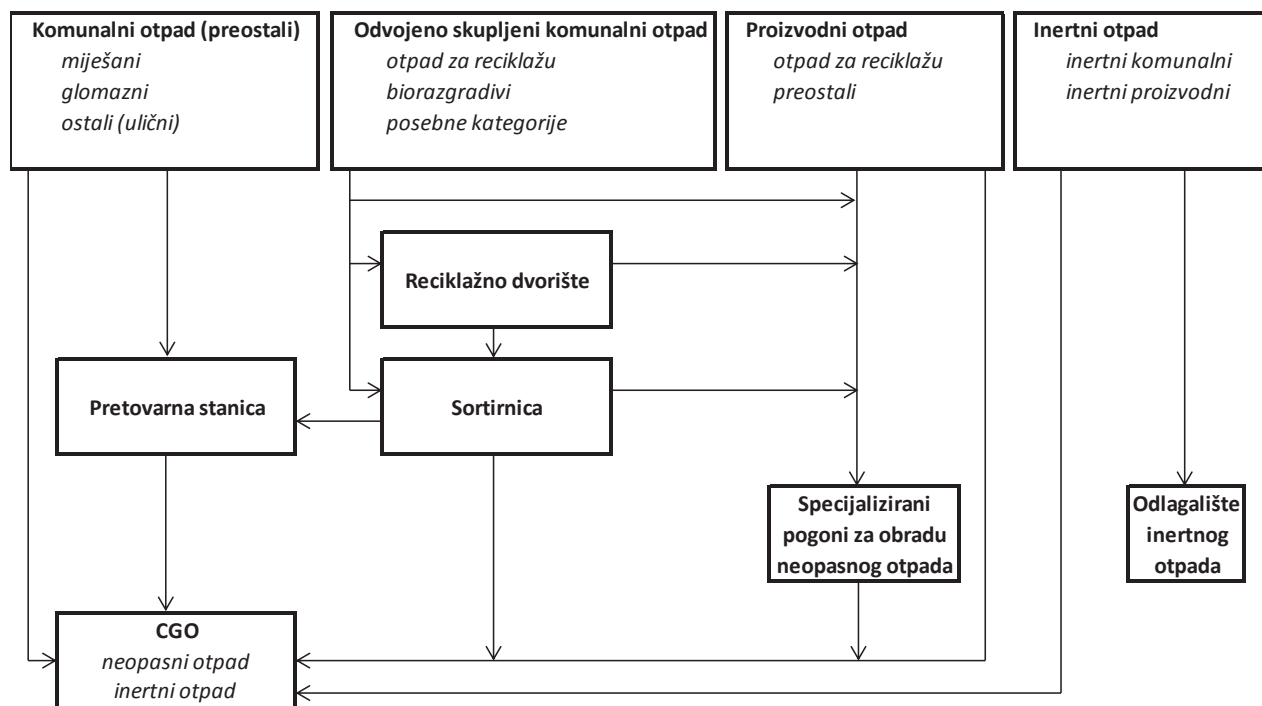 Komunalni otpad (preostali)
miješani
glomazni
ostali (ulični)
Odvojeno skupljeni komunalni otpad
otpad za reciklažu
biorazgradivi
posebne kategorije
Proizvodni otpad
otpad za reciklažu
preostali
Inertni otpad
inertni komunalni
inertni proizvodni
Reciklažno dvorište
Pretovarna stanica
Sortirnica
Specijalizirani
pogoni za obradu
neopasnog otpada
Odlagalište
inertnog
otpada
CGO
neopasni otpad
inertni otpad